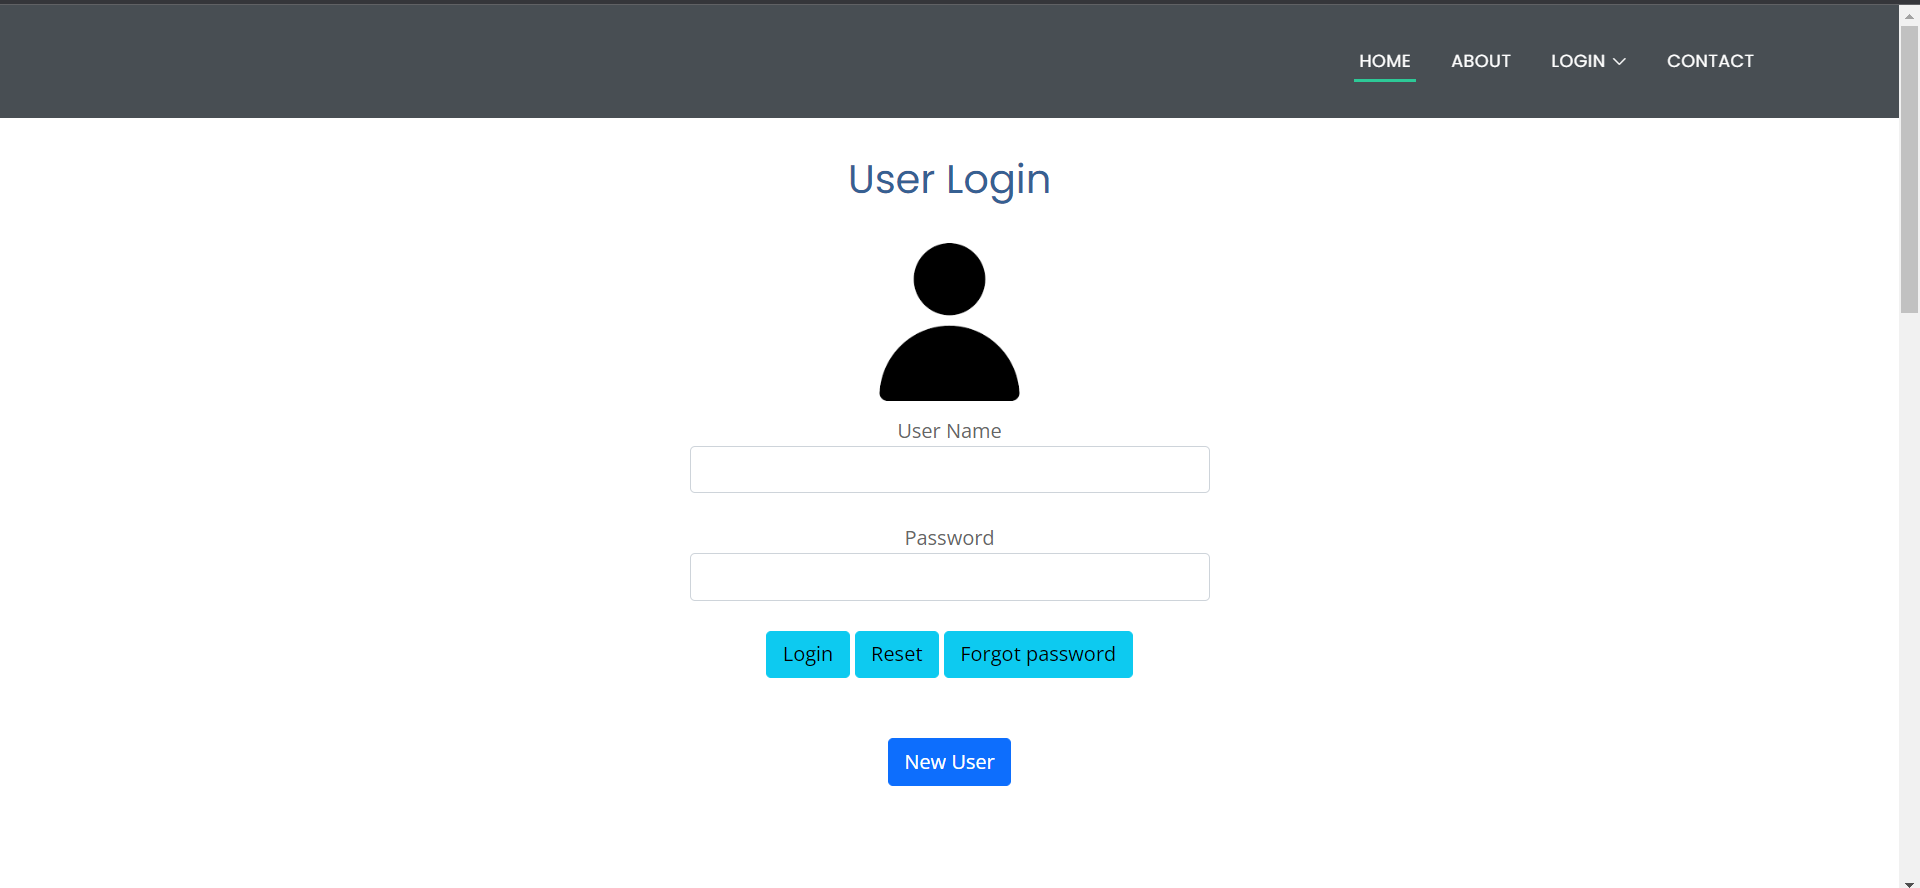 HOME ABOUT LOGIN CONTACT
User Login
User Name
Password
Login Reset Forgot password
New User